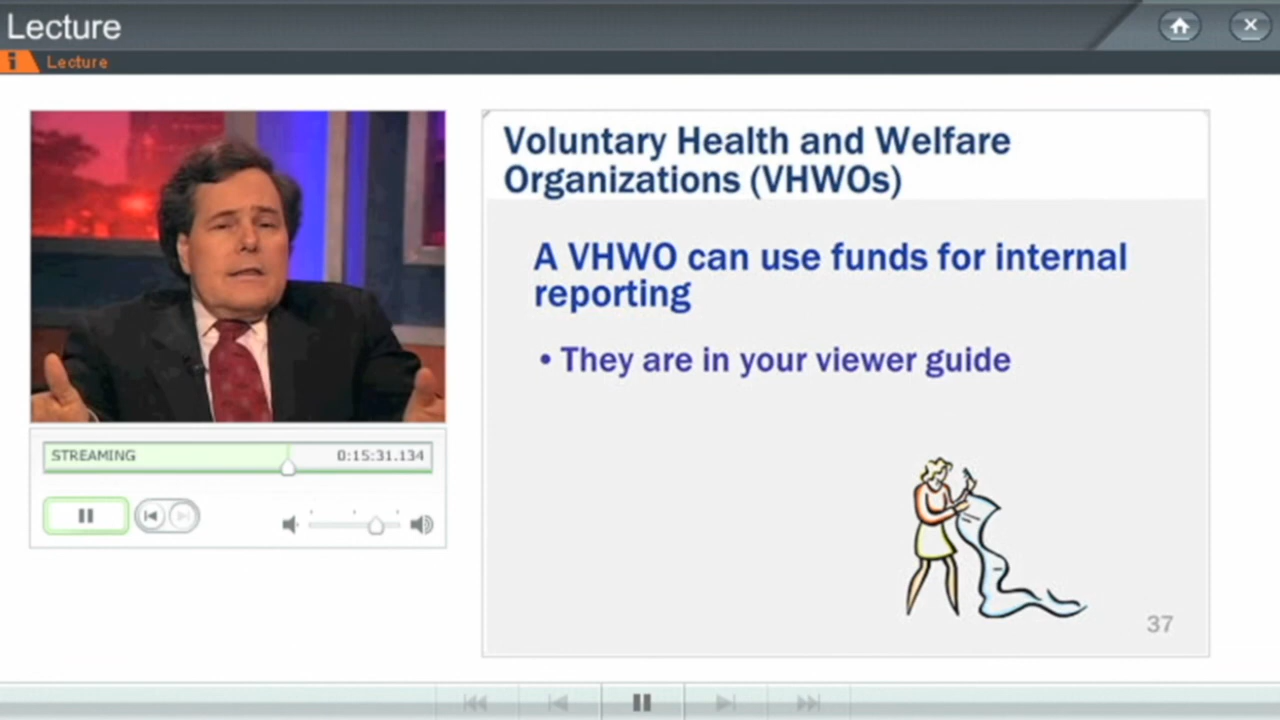 Lecture
i Lecture
Voluntary Health and Welfare
Organizations (VHWOs)
A VHWO can use funds for internal
reporting
• They are in your viewer guide
STREAMING 0:15:31.134
37